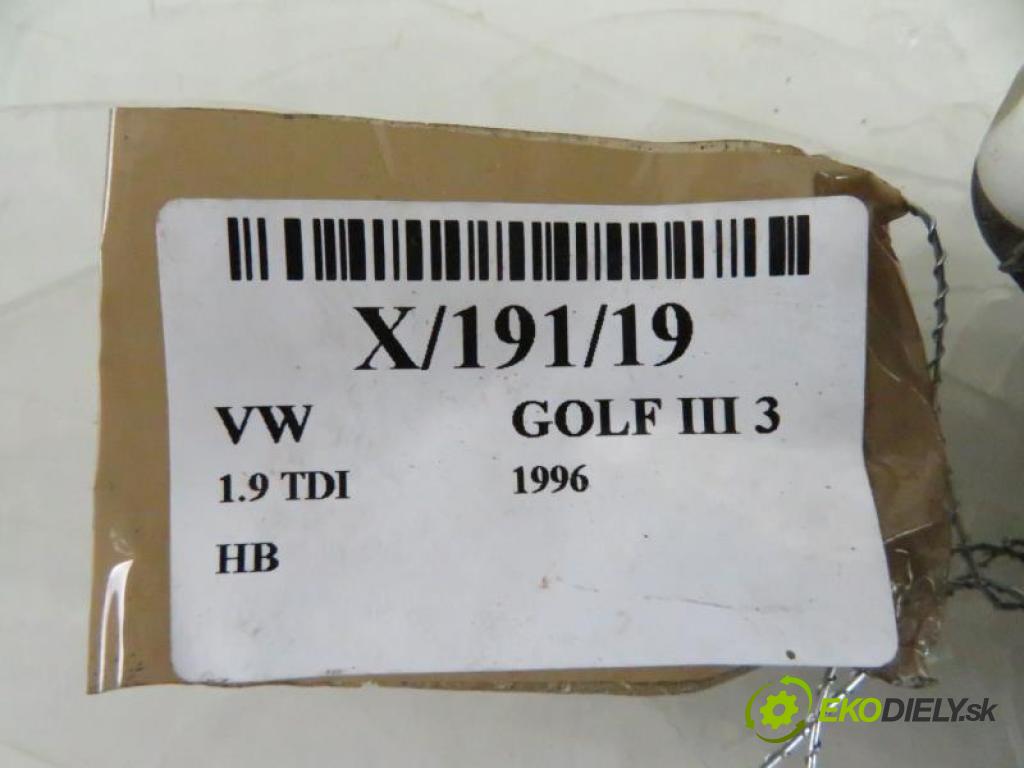 X/191/19
VW GOLF III 3
1.9 TDI 1996
HB
EKODIELY.sk